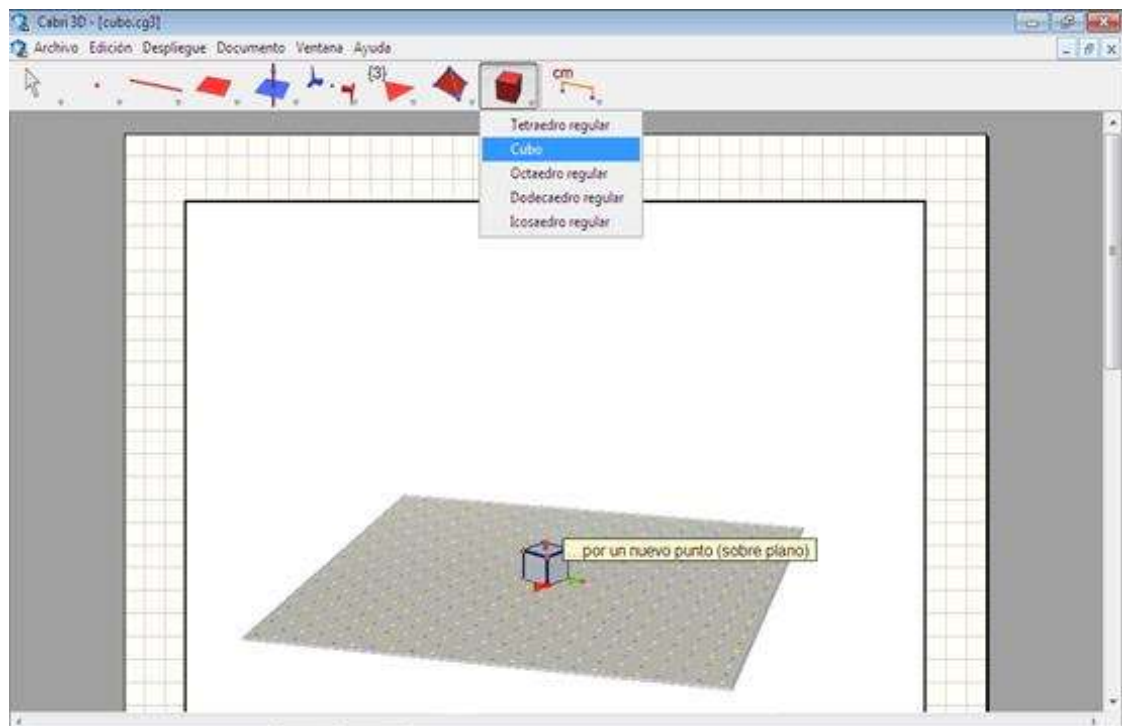 Cabri 3D - [cubo.cg3]
Archivo Edición Despliegue Documento Ventana Ayuda
{3}
cm
Tetraedro regular
Cubo
Octaedro regular
Dodecaedro regular
Icosaedro regular
por un nuevo punto (sobre plano)